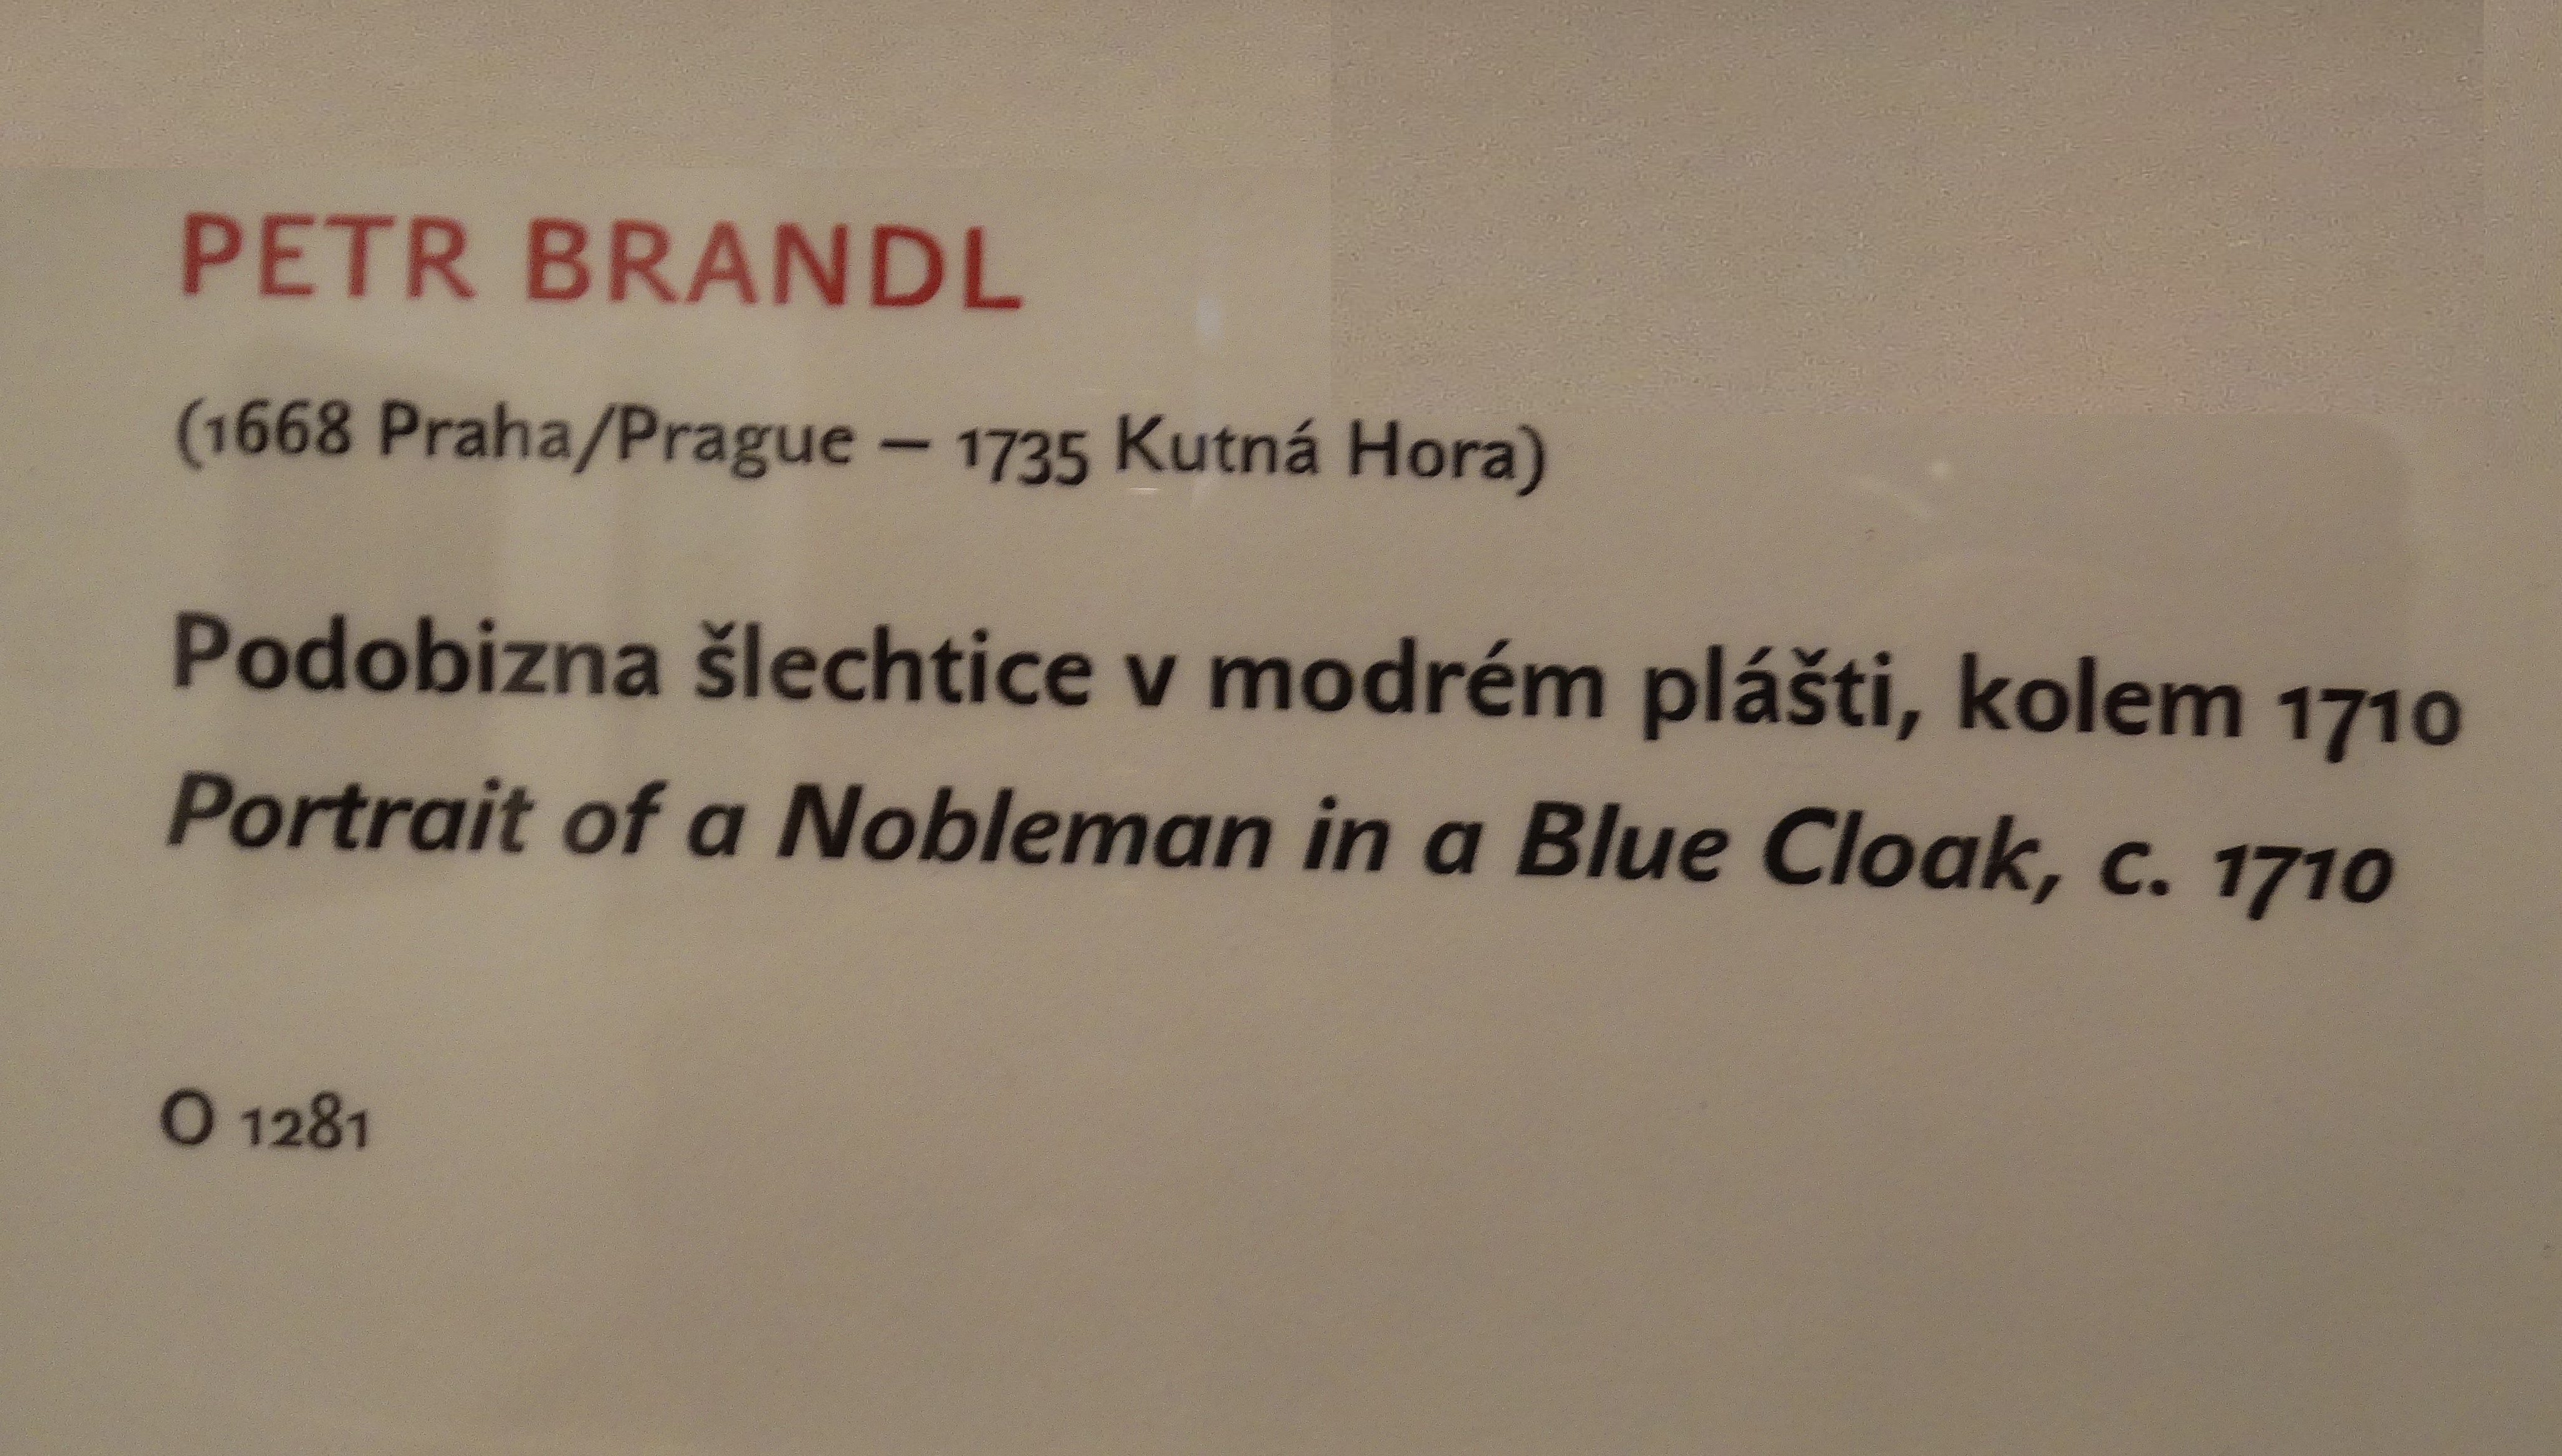 PETR BRANDL
(1668 Praha/Prague – 1735 Kutná Hora)
Podobizna šlechtice v modrém plášti, kolem 1710
Portrait of a Nobleman in a Blue Cloak, c. 1710
O 1281